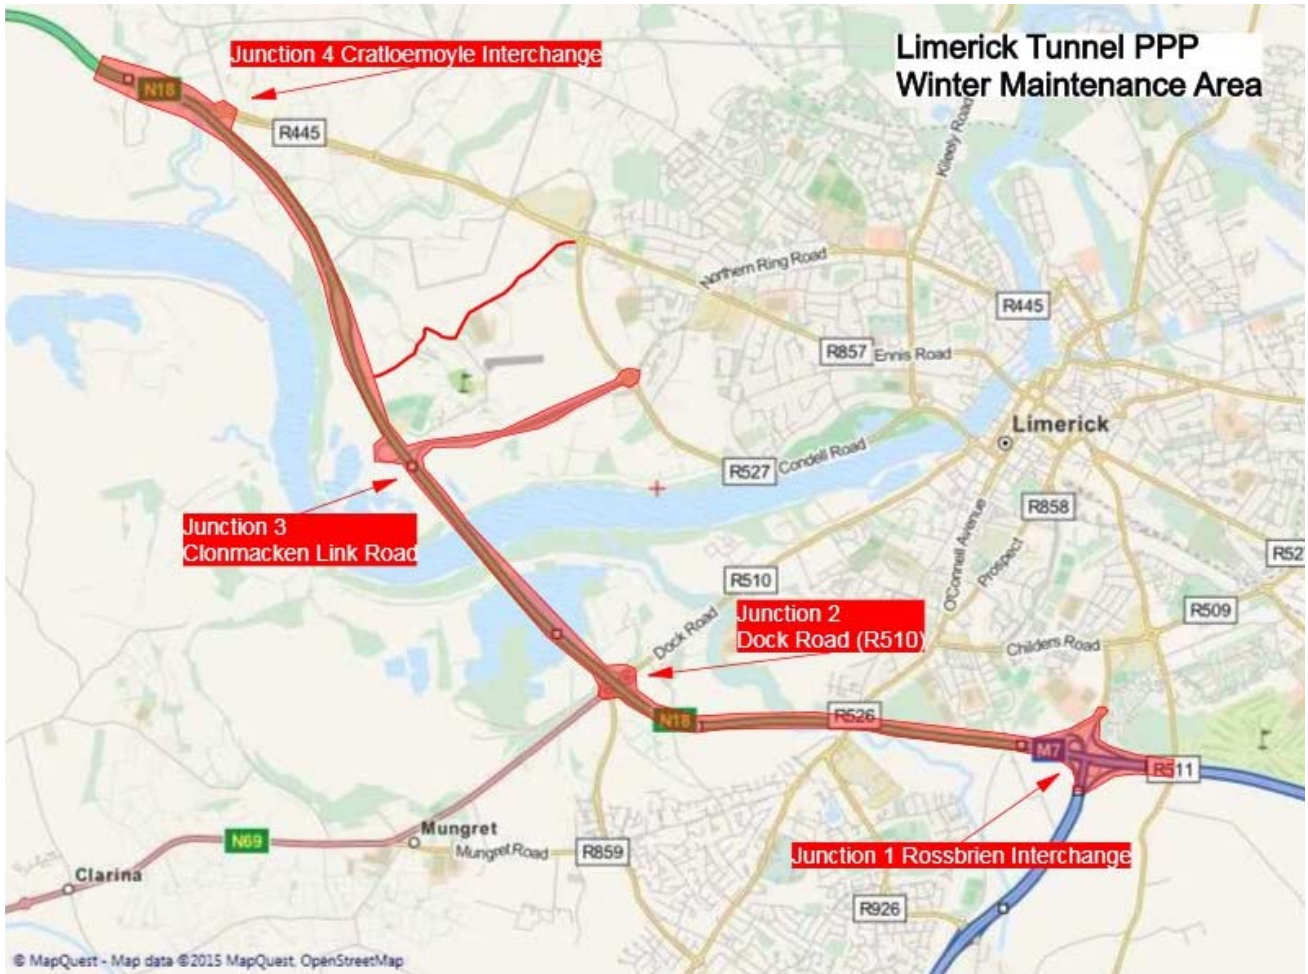 Limerick Tunnel PPP
Winter Maintenance Area
Junction 4 Cratloemoyle Interchange
N18
R445
Kileely Road
Northern Ring Road
R445
R857
Ennis Road
Limerick
Condell Road
R527
R858
O'Connell Avenue
Prospect
R527
Junction 3
Clonmacken Link Road
R510
R509
Junction 2
Dock Road (R510)
Dock Road
Childers Road
N18
R526
M7
R511
Mungret
N69
Mungret Road
R859
Junction 1 Rossbrien Interchange
Clarina
R926
© MapQuest - Map data ©2015 MapQuest, OpenStreetMap